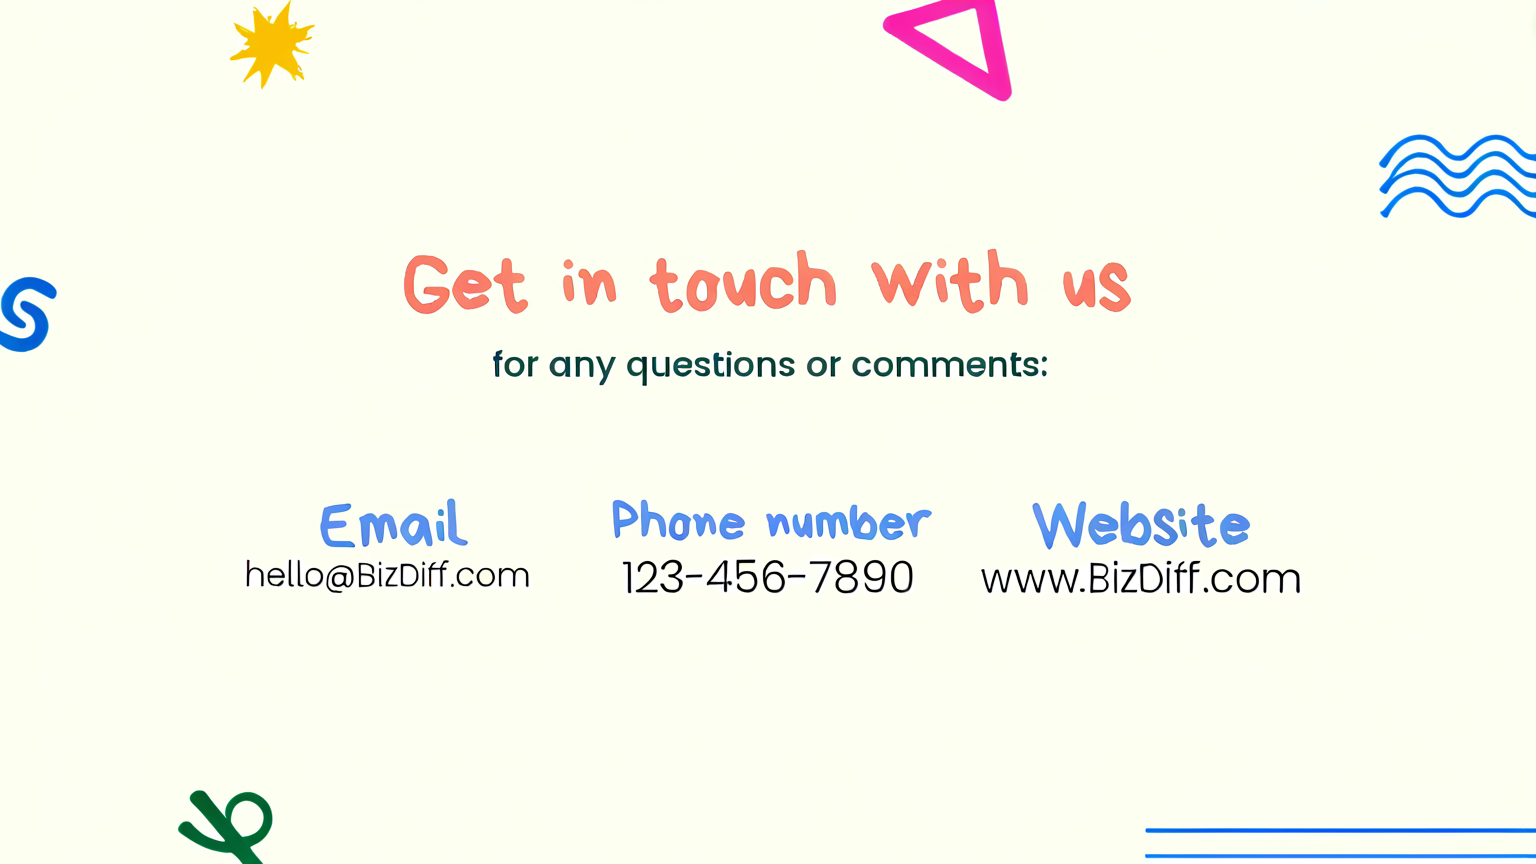 Get in touch with us
for any questions or comments:
Email
hello@BizDiff.com
Phone number
123-456-7890
Website
www.BizDiff.com